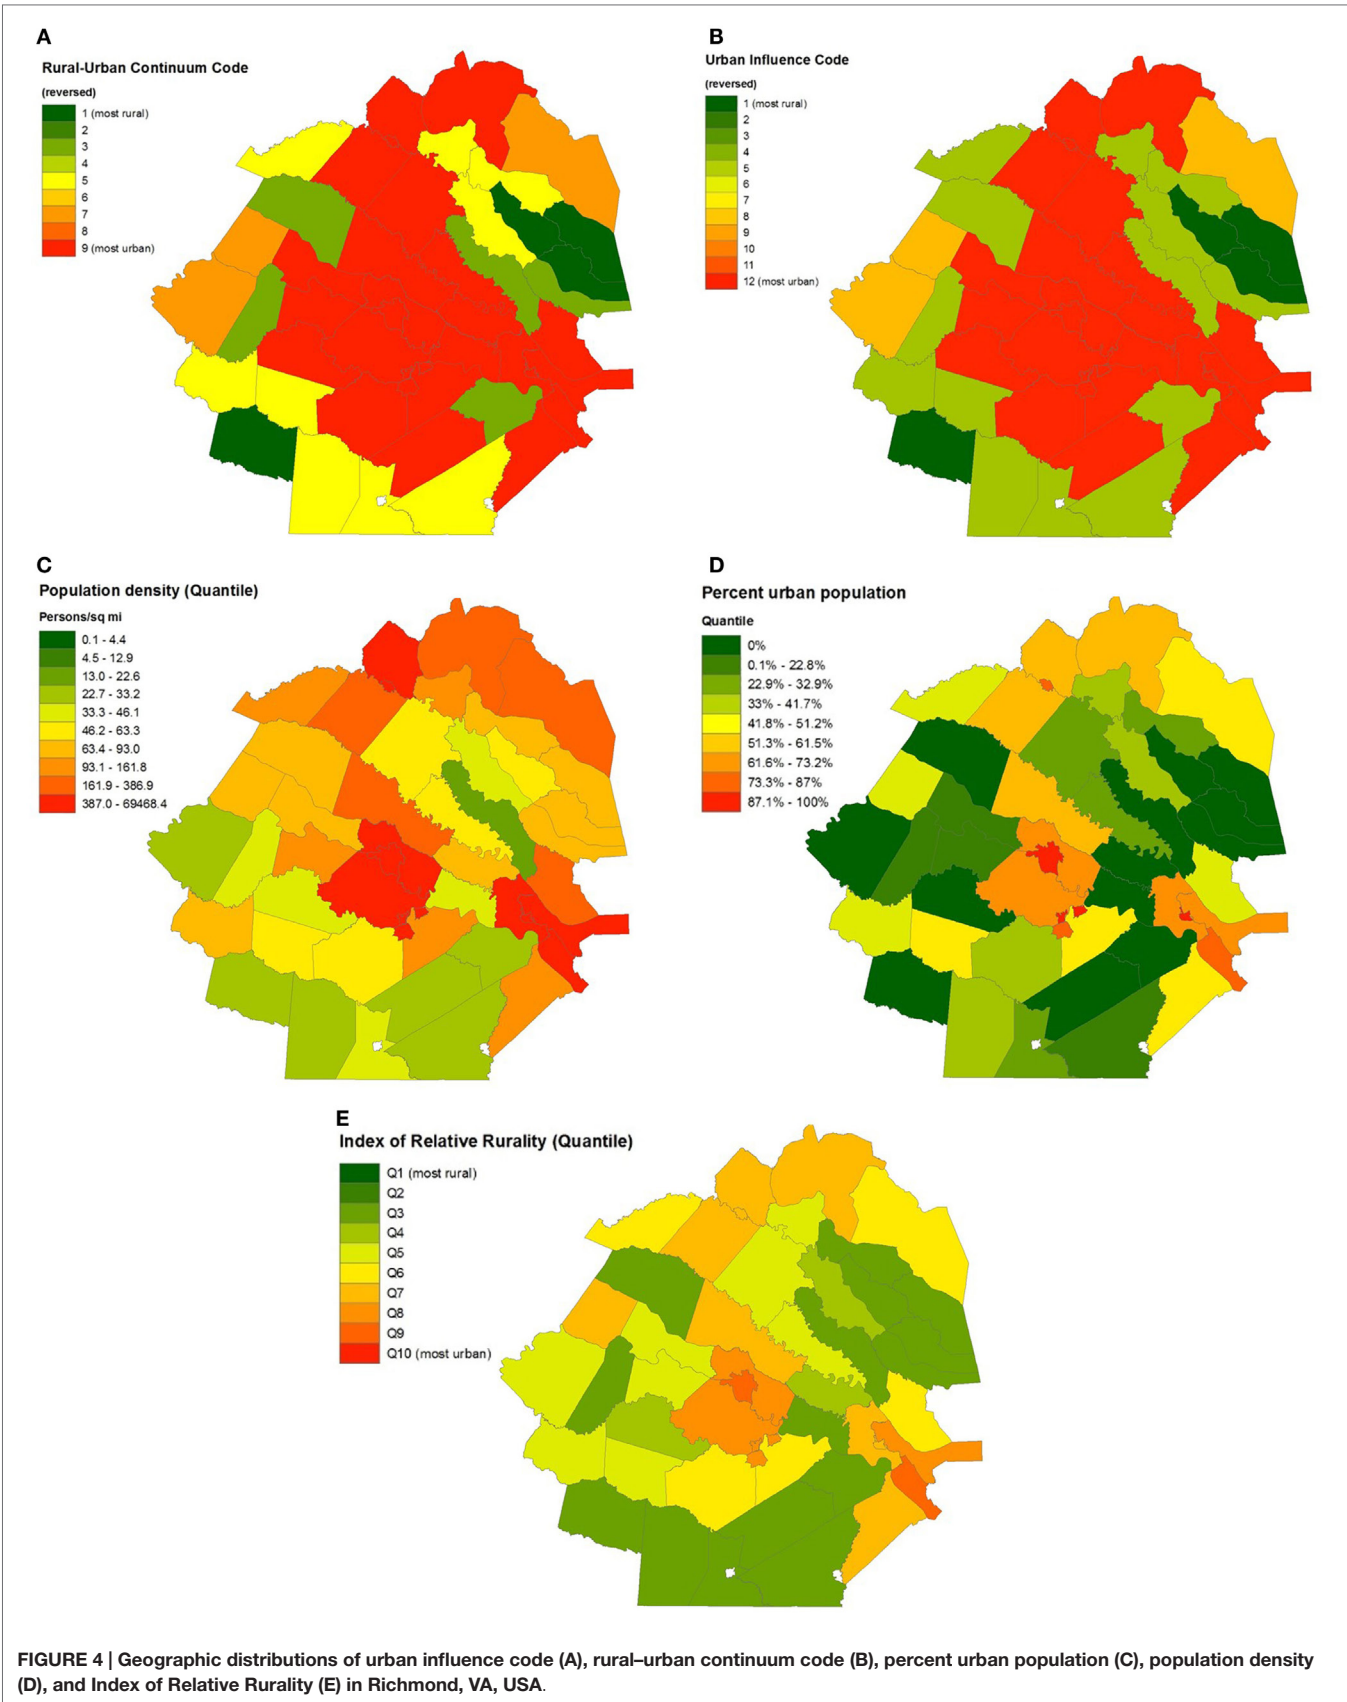 A
Rural-Urban Continuum Code
(reversed)
1 (most rural)
2
3
4
5
6
7
8
9 (most urban)
B
Urban Influence Code
(reversed)
1 (most rural)
2
3
4
5
6
7
8
9
10
11
12 (most urban)
C
Population density (Quantile)
Persons/sq mi
0.1 - 4.4
4.5 - 12.9
13.0 - 22.6
22.7 - 33.2
33.3 - 46.1
46.2 - 63.3
63.4 - 93.0
93.1 - 161.8
161.9 - 386.9
387.0 - 69468.4
D
Percent urban population
Quantile
0%
0.1% - 22.8%
22.9% - 32.9%
33% - 41.7%
41.8% - 51.2%
51.3% - 61.5%
61.6% - 73.2%
73.3% - 87%
87.1% - 100%
E
Index of Relative Rurality (Quantile)
Q1 (most rural)
Q2
Q3
Q4
Q5
Q6
Q7
Q8
Q9
Q10 (most urban)
FIGURE 4 | Geographic distributions of urban influence code (A), rural–urban continuum code (B), percent urban population (C), population density
(D), and Index of Relative Rurality (E) in Richmond, VA, USA.